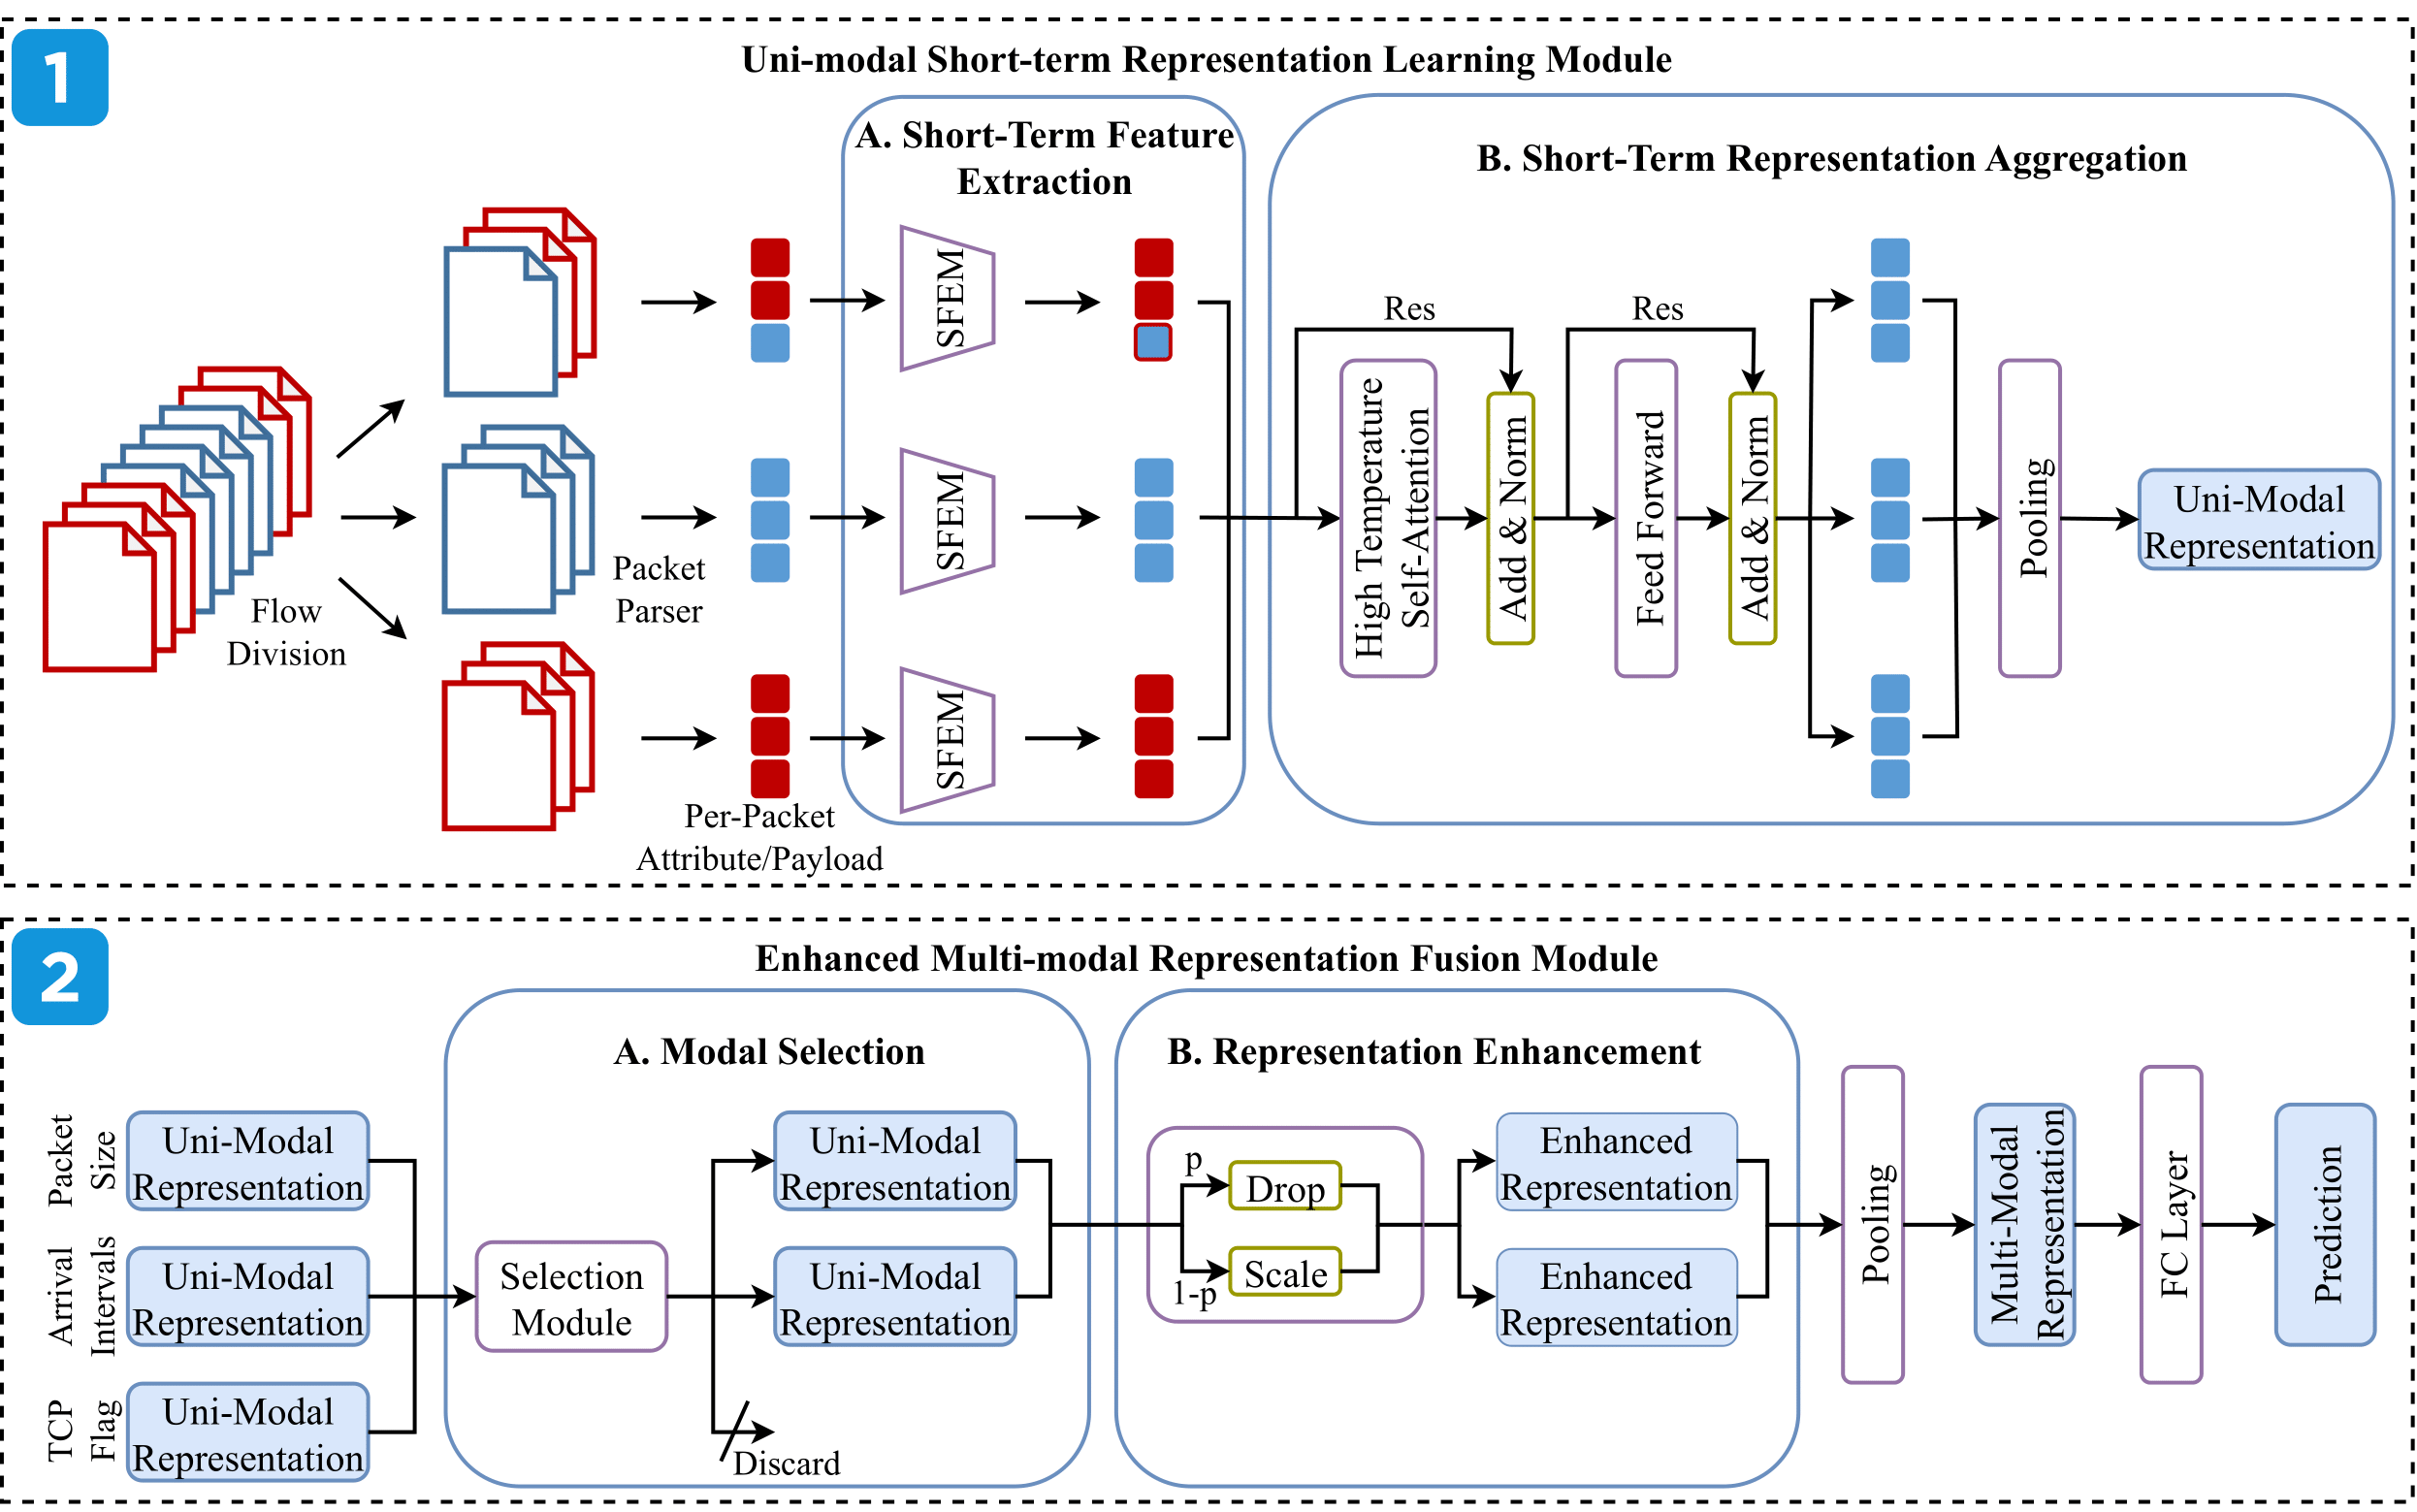 1
Uni-modal Short-term Representation Learning Module
A. Short-Term Feature
Extraction
B. Short-Term Representation Aggregation
Flow
Division
Packet
Parser
Per-Packet
Attribute/Payload
SFEM
SFEM
SFEM
Res
Res
High Temperature
Self-Attention
Add & Norm
Feed Forward
Add & Norm
Pooling
Uni-Modal
Representation
2
Enhanced Multi-modal Representation Fusion Module
A. Modal Selection
B. Representation Enhancement
Packet
Size
Uni-Modal
Representation
Arrival
Intervals
Uni-Modal
Representation
TCP
Flag
Uni-Modal
Representation
Selection
Module
Uni-Modal
Representation
Uni-Modal
Representation
Discard
p
Drop
1-p
Scale
Enhanced
Representation
Enhanced
Representation
Pooling
Multi-Modal
Representation
FC Layer
Prediction